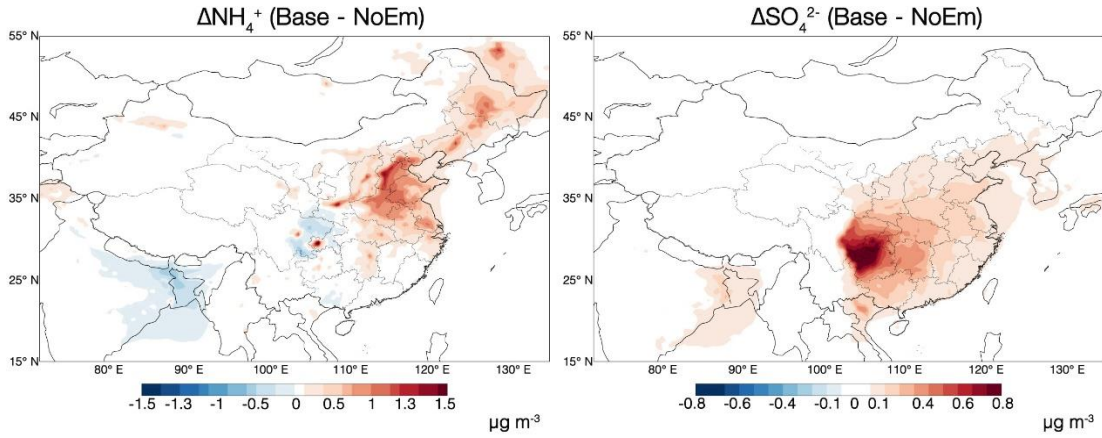 ΔNH₄⁺ (Base - NoEm)
55° N
45° N
35° N
25° N
15° N
80° E 90° E 100° E 110° E 120° E 130° E
-1.5 -1.3 -1 -0.5 0 0.5 1 1.3 1.5
µg m⁻³
ΔSO₄²⁻ (Base - NoEm)
55° N
45° N
35° N
25° N
15° N
80° E 90° E 100° E 110° E 120° E 130° E
-0.8 -0.6 -0.4 -0.1 0 0.1 0.4 0.6 0.8
µg m⁻³